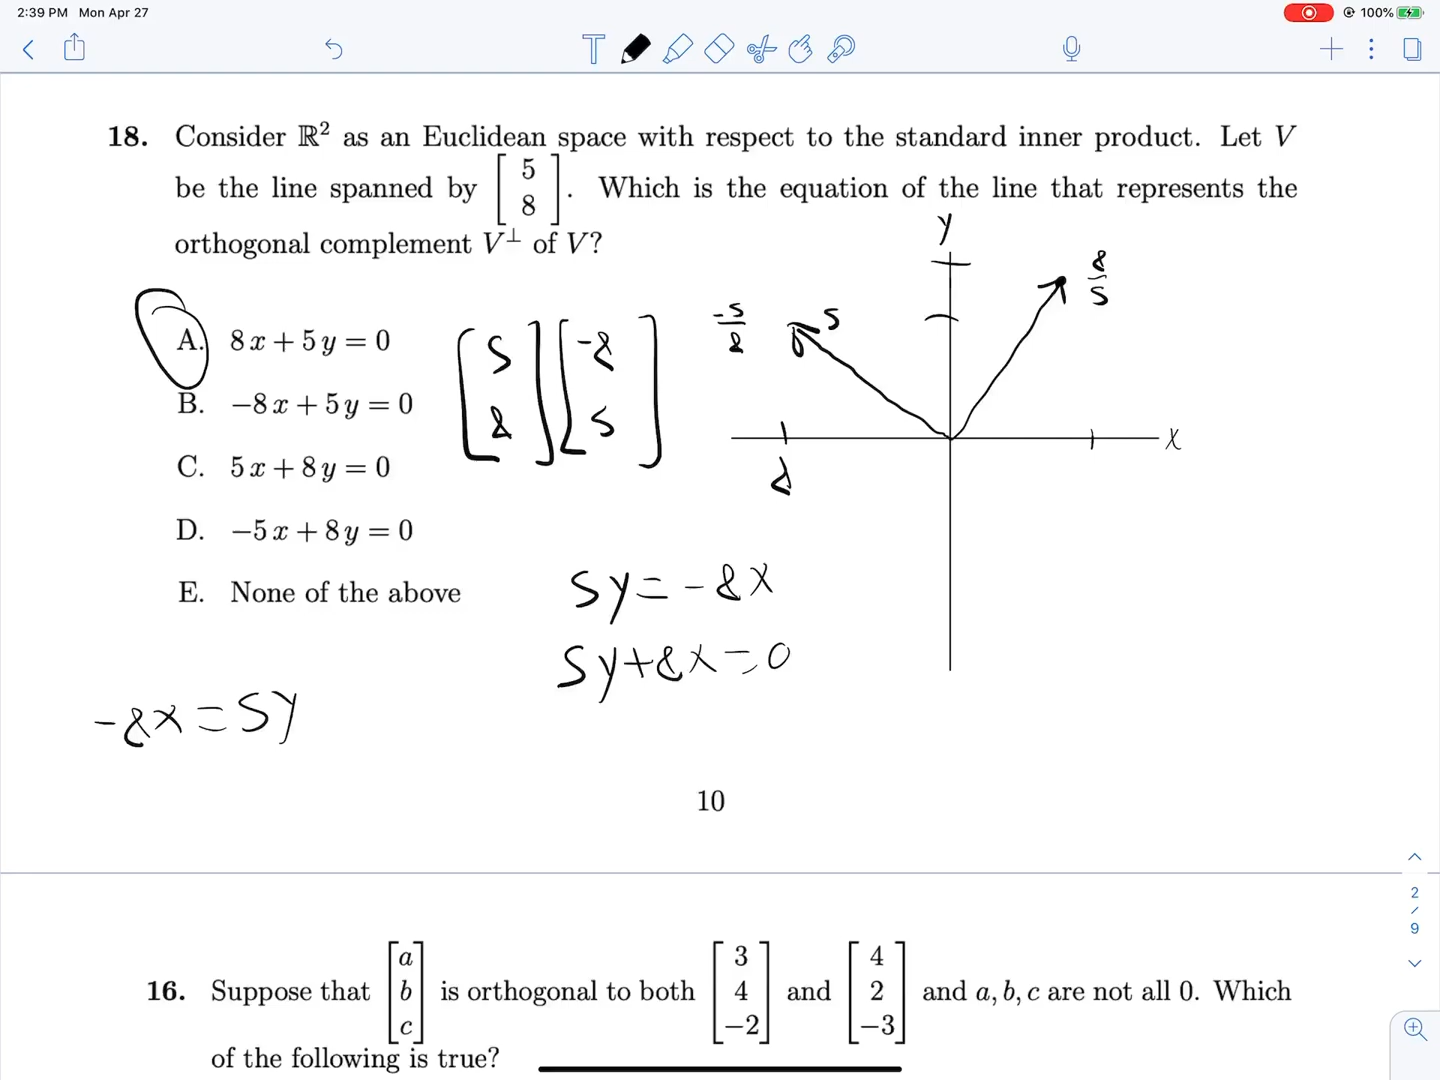 2:39 PM Mon Apr 27
100%
18. Consider ℝ² as an Euclidean space with respect to the standard inner product. Let V
be the line spanned by [5 8]. Which is the equation of the line that represents the
orthogonal complement V⊥ of V?
y
8/5
-5/8
5
A. 8x + 5y = 0
[5 8] [-8 5]
B. −8x + 5y = 0
x
C. 5x + 8y = 0
8
D. −5x + 8y = 0
E. None of the above
5y = -8x
5y + 8x = 0
-8x = 5y
10
2
/
9
16. Suppose that [a b c] is orthogonal to both [3 4 −2] and [4 2 −3] and a, b, c are not all 0. Which
of the following is true?